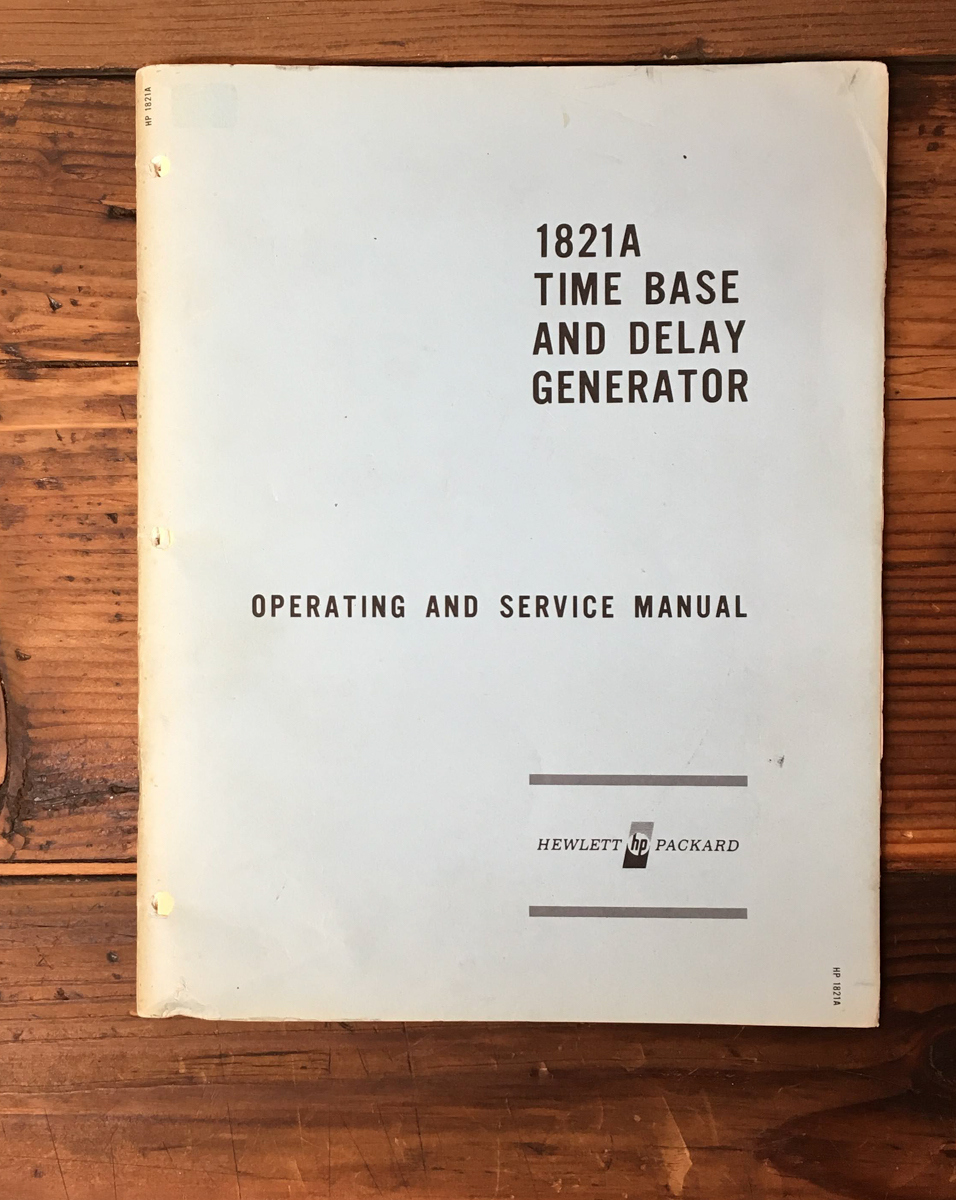 HP 1821A
1821A
TIME BASE
AND DELAY
GENERATOR
OPERATING AND SERVICE MANUAL
HEWLETT hp PACKARD
HP 1821A